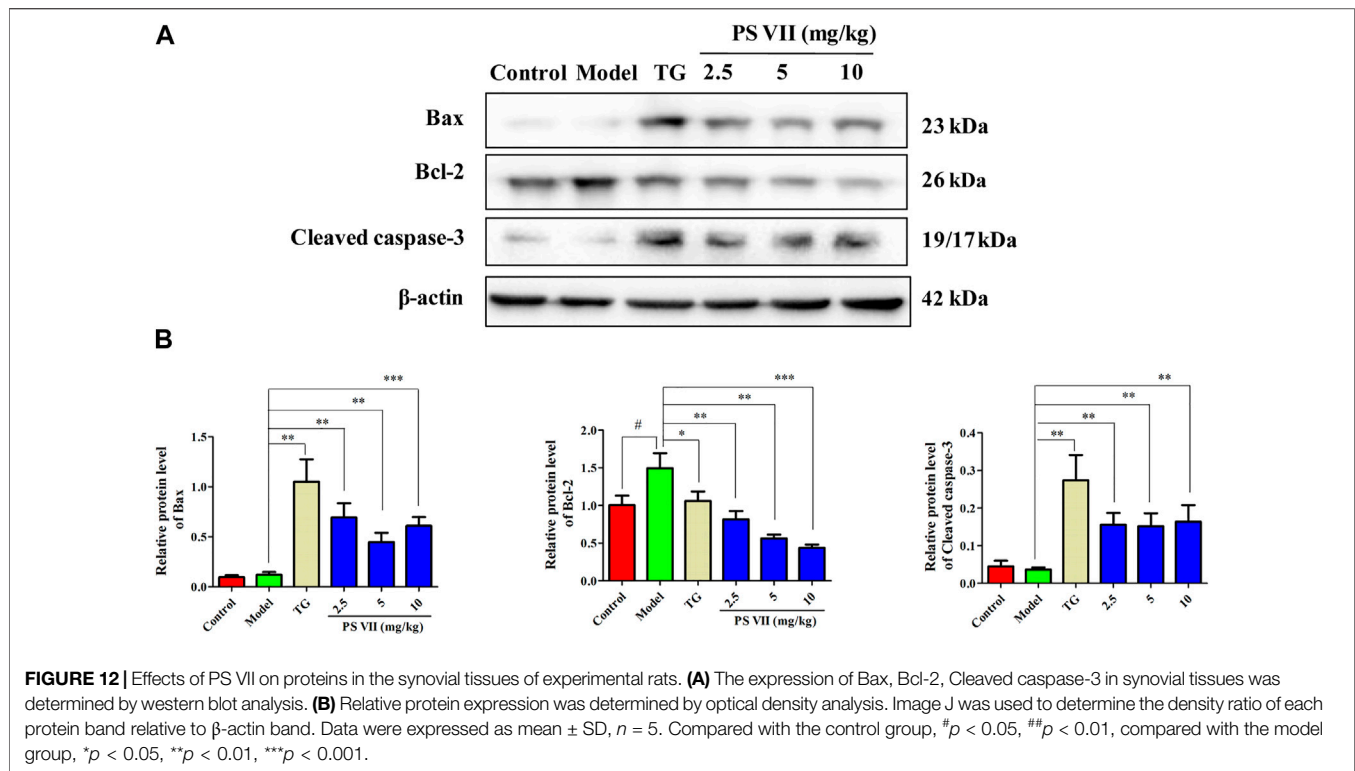 A
PS VII (mg/kg)
Control Model TG 2.5 5 10
Bax 23 kDa
Bcl-2 26 kDa
Cleaved caspase-3 19/17 kDa
β-actin 42 kDa
B
Relative protein level
of Bax
1.5
1.0
0.5
0.0
***
**
**
**
Control
Model
TG
2.5
5
10
PS VII (mg/kg)
Relative protein level
of Bcl-2
2.0
1.5
1.0
0.5
0.0
***
**
**
*
#
Control
Model
TG
2.5
5
10
PS VII (mg/kg)
Relative protein level
of Cleaved caspase-3
0.4
0.3
0.2
0.1
0.0
**
**
**
**
Control
Model
TG
2.5
5
10
FIGURE 12 | Effects of PS VII on proteins in the synovial tissues of experimental rats. (A) The expression of Bax, Bcl-2, Cleaved caspase-3 in synovial tissues was
determined by western blot analysis. (B) Relative protein expression was determined by optical density analysis. Image J was used to determine the density ratio of each
protein band relative to β-actin band. Data were expressed as mean ± SD, n = 5. Compared with the control group, #p < 0.05, ##p < 0.01, compared with the model
group, *p < 0.05, **p < 0.01, ***p < 0.001.